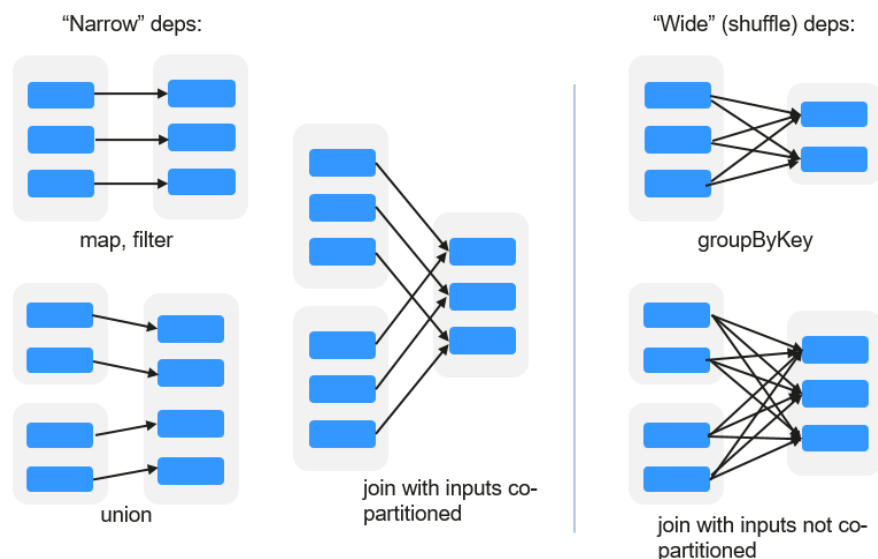 “Narrow” deps:
map, filter
union
join with inputs co-
partitioned
“Wide” (shuffle) deps:
groupByKey
join with inputs not co-
partitioned